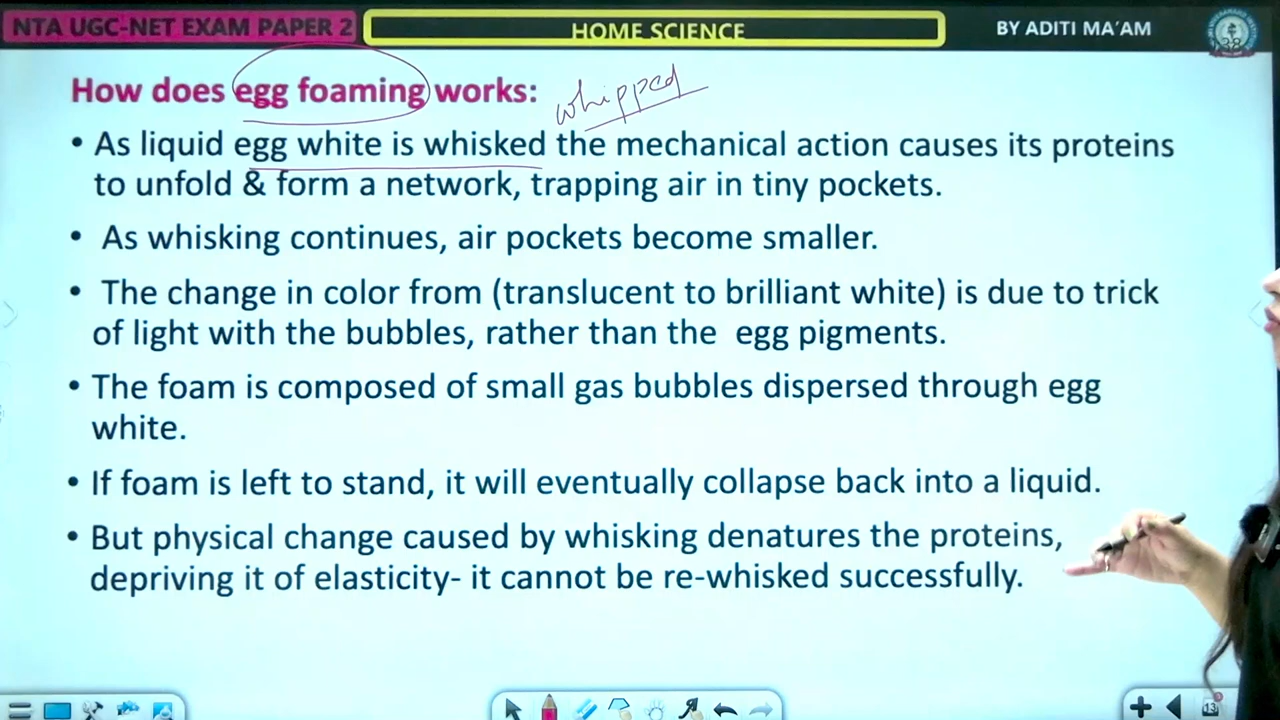 NTA UGC-NET EXAM PAPER 2
HOME SCIENCE
BY ADITI MA'AM
How does egg foaming works:
whipped
• As liquid egg white is whisked the mechanical action causes its proteins
to unfold & form a network, trapping air in tiny pockets.
• As whisking continues, air pockets become smaller.
• The change in color from (translucent to brilliant white) is due to trick
of light with the bubbles, rather than the egg pigments.
• The foam is composed of small gas bubbles dispersed through egg
white.
• If foam is left to stand, it will eventually collapse back into a liquid.
• But physical change caused by whisking denatures the proteins,
depriving it of elasticity- it cannot be re-whisked successfully.
13